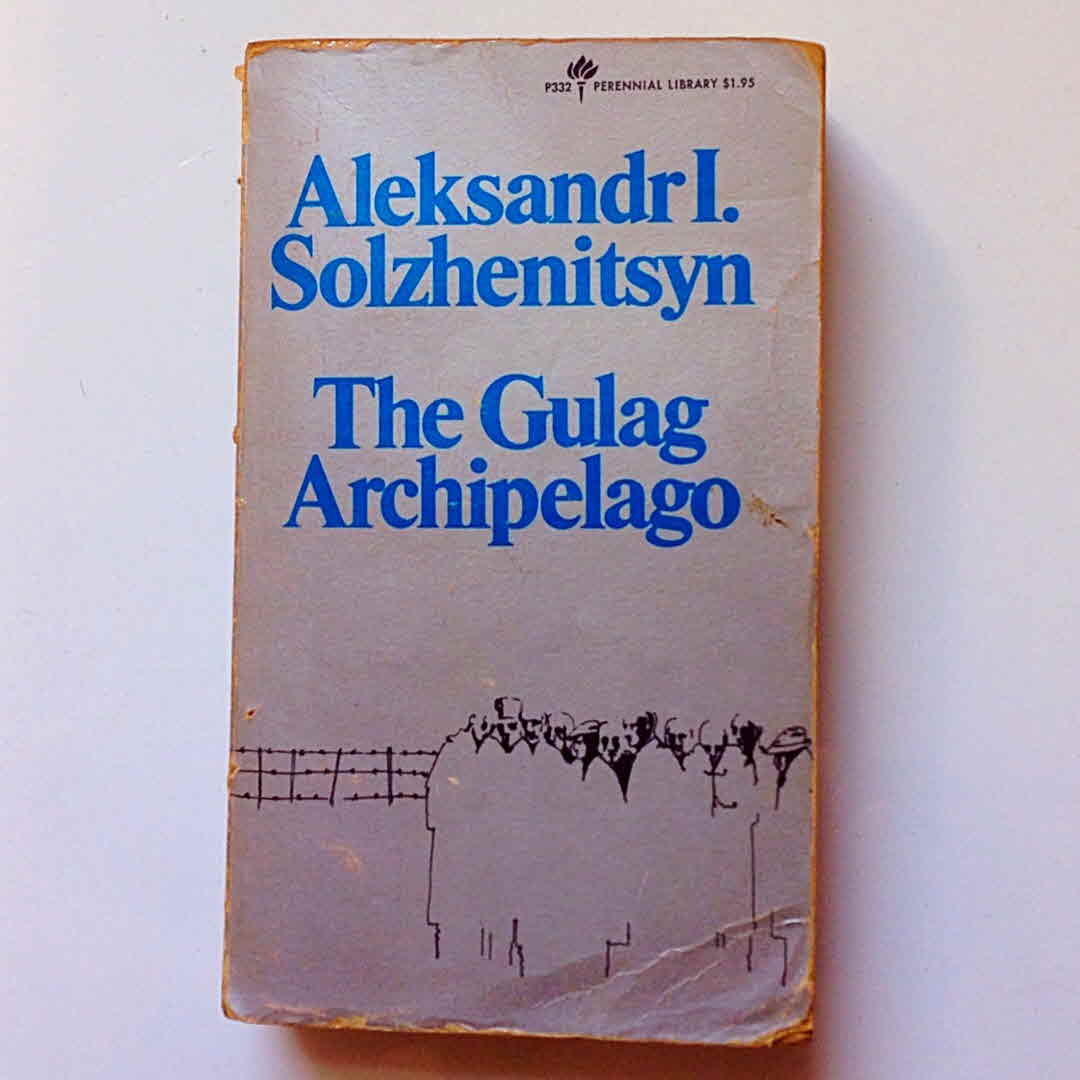 P332 PERENNIAL LIBRARY $1.95
Aleksandr I.
Solzhenitsyn
The Gulag
Archipelago